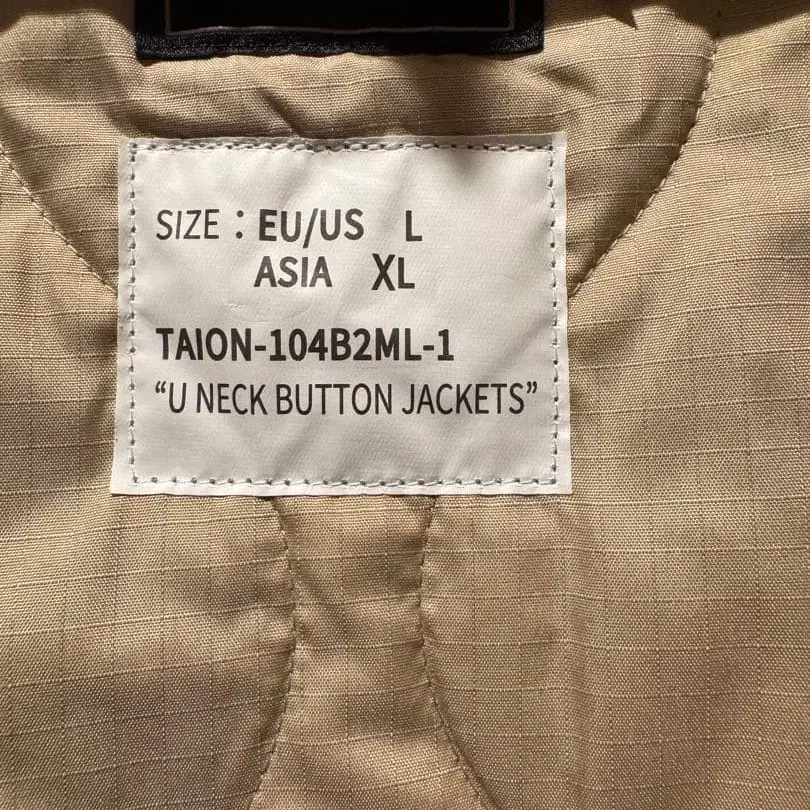 SIZE : EU/US L
ASIA XL
TAION-104B2ML-1
“U NECK BUTTON JACKETS”